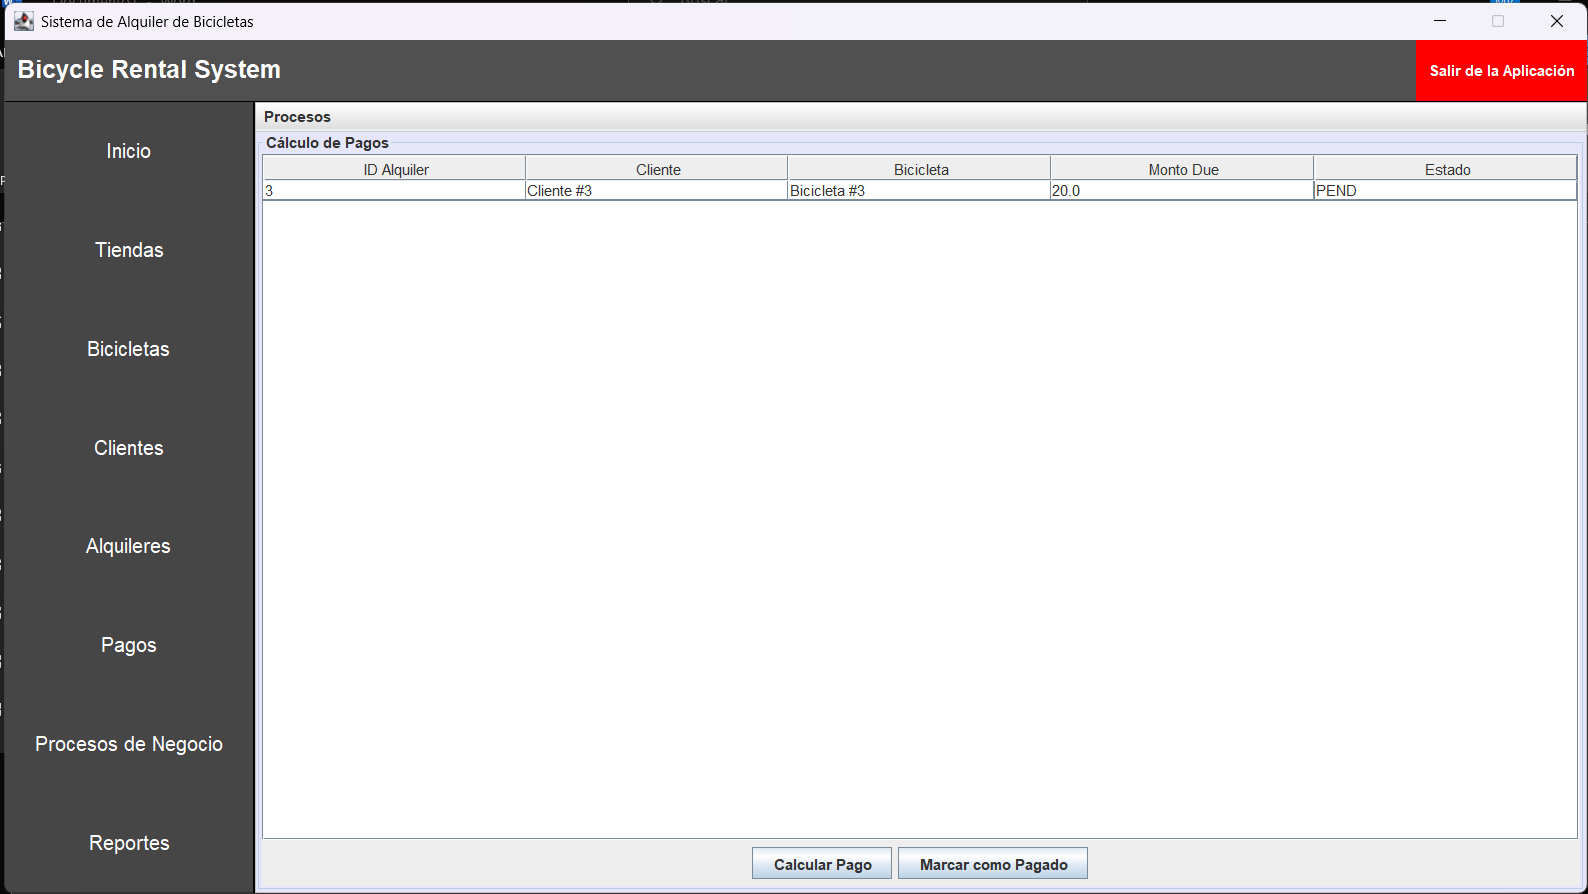 Sistema de Alquiler de Bicicletas
Bicycle Rental System
Salir de la Aplicación
Inicio
Tiendas
Bicicletas
Clientes
Alquileres
Pagos
Procesos de Negocio
Reportes
Procesos
Cálculo de Pagos
ID Alquiler Cliente Bicicleta Monto Due Estado
3 Cliente #3 Bicicleta #3 20.0 PEND
Calcular Pago Marcar como Pagado